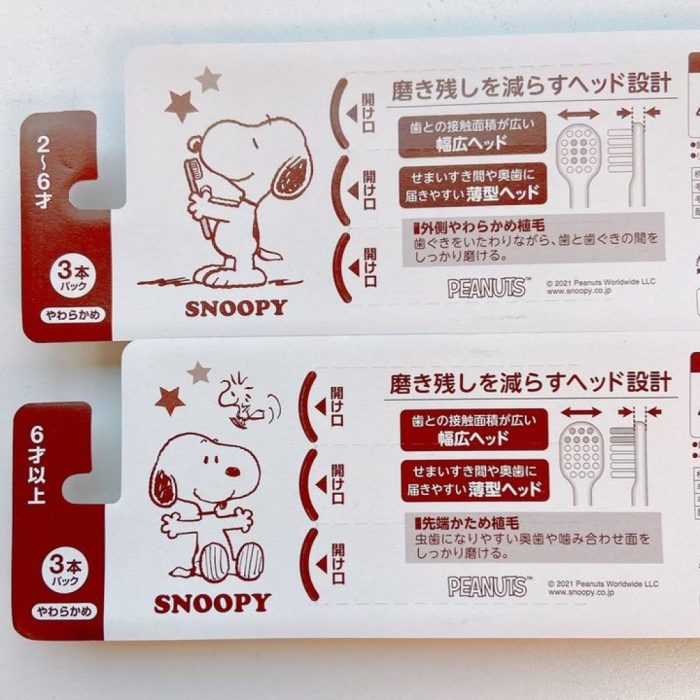 2〜6才
3本
パック
やわらかめ
SNOOPY
開け口
開け口
開け口
磨き残しを減らすヘッド設計
歯との接触面積が広い
幅広ヘッド
せまいすき間や奥歯に
届きやすい薄型ヘッド
■外側やわらかめ植毛
歯ぐきをいたわりながら、歯と歯ぐきの間を
しっかり磨ける。
PEANUTS™
© 2021 Peanuts Worldwide LLC
www.snoopy.co.jp
6才以上
3本
パック
やわらかめ
SNOOPY
開け口
開け口
開け口
磨き残しを減らすヘッド設計
歯との接触面積が広い
幅広ヘッド
せまいすき間や奥歯に
届きやすい薄型ヘッド
■先端かため植毛
虫歯になりやすい奥歯や噛み合わせ面を
しっかり磨ける。
PEANUTS™
© 2021 Peanuts Worldwide LLC
www.snoopy.co.jp